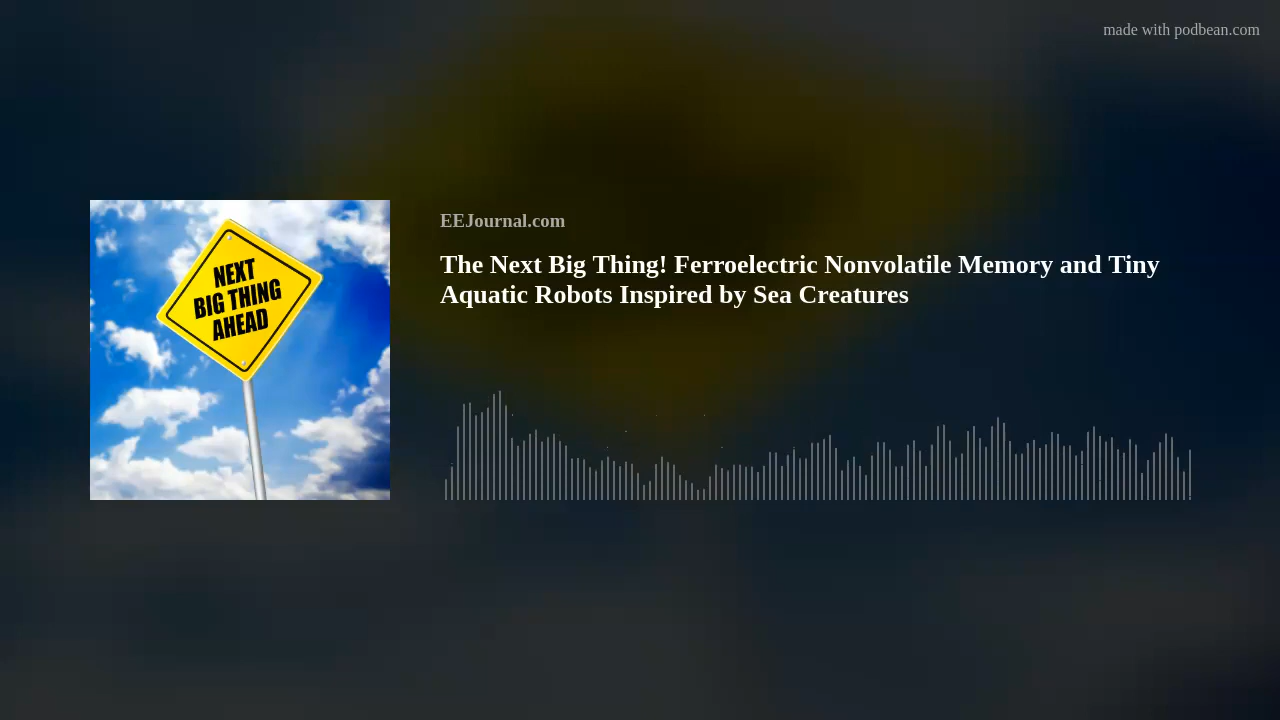 made with podbean.com
EEJournal.com
The Next Big Thing! Ferroelectric Nonvolatile Memory and Tiny
Aquatic Robots Inspired by Sea Creatures
NEXT
BIG THING
AHEAD